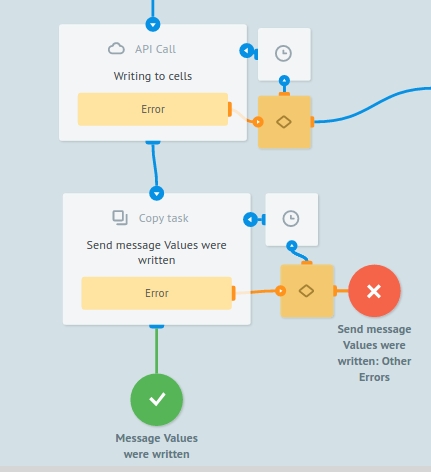 API Call
Writing to cells
Error
Copy task
Send message Values were
written
Error
Send message
Values were
written: Other
Errors
Message Values
were written